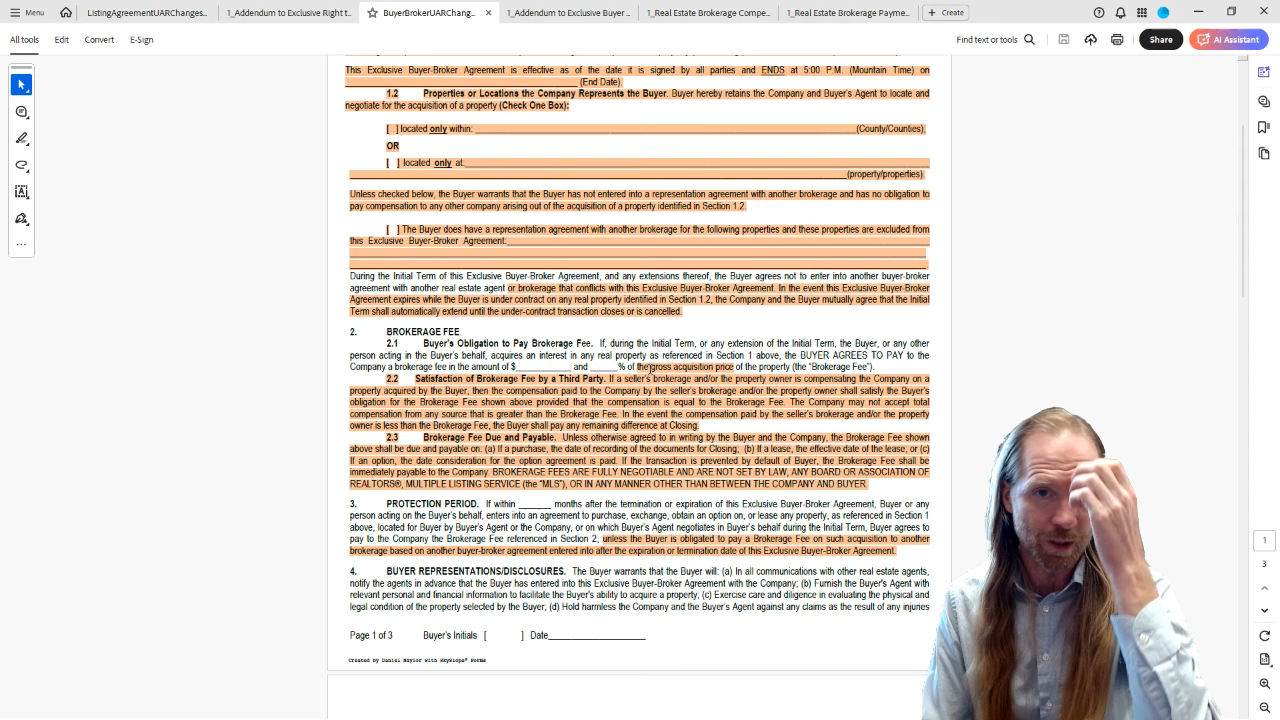 Menu
ListingAgreementUARChanges...
1_Addendum to Exclusive Right t...
BuyerBrokerUARChang...
1_Addendum to Exclusive Buyer ...
1_Real Estate Brokerage Compe...
1_Real Estate Brokerage Payme...
Create
All tools Edit Convert E-Sign
Find text or tools
Share
AI Assistant
This Exclusive Buyer-Broker Agreement is effective as of the date it is signed by all parties and ENDS at 5:00 P.M. (Mountain Time) on
____________________ (End Date).
1.2 Properties or Locations the Company Represents the Buyer. Buyer hereby retains the Company and Buyer's Agent to locate and
negotiate for the acquisition of a property (Check One Box):
[ ] located only within: ____________________ (County/Counties);
OR
[ ] located only at: ____________________
____________________ (property/properties).
Unless checked below, the Buyer warrants that the Buyer has not entered into a representation agreement with another brokerage and has no obligation to
pay compensation to any other company arising out of the acquisition of a property identified in Section 1.2.
[ ] The Buyer does have a representation agreement with another brokerage for the following properties and these properties are excluded from
this Exclusive Buyer-Broker Agreement: ____________________
During the Initial Term of this Exclusive Buyer-Broker Agreement, and any extensions thereof, the Buyer agrees not to enter into another buyer-broker
agreement with another real estate agent or brokerage that conflicts with this Exclusive Buyer-Broker Agreement. In the event this Exclusive Buyer-Broker
Agreement expires while the Buyer is under contract on any real property identified in Section 1.2, the Company and the Buyer mutually agree that the Initial
Term shall automatically extend until the under-contract transaction closes or is cancelled.
2. BROKERAGE FEE
2.1 Buyer's Obligation to Pay Brokerage Fee. If, during the Initial Term, or any extension of the Initial Term, the Buyer, or any other
person acting in the Buyer's behalf, acquires an interest in any real property as referenced in Section 1 above, the BUYER AGREES TO PAY to the
Company a brokerage fee in the amount of $____________ and ______% of the gross acquisition price of the property (the "Brokerage Fee").
2.2 Satisfaction of Brokerage Fee by a Third Party. If a seller's brokerage and/or the property owner is compensating the Company on a
property acquired by the Buyer, then the compensation paid to the Company by the seller's brokerage and/or the property owner shall satisfy the Buyer's
obligation for the Brokerage Fee shown above provided that the compensation is equal to the Brokerage Fee. The Company may not accept total
compensation from any source that is greater than the Brokerage Fee. In the event the compensation paid by the seller's brokerage and/or the property
owner is less than the Brokerage Fee, the Buyer shall pay any remaining difference at Closing.
2.3 Brokerage Fee Due and Payable. Unless otherwise agreed to in writing by the Buyer and the Company, the Brokerage Fee shown
above shall be due and payable on: (a) If a purchase, the date of recording of the documents for Closing; (b) If a lease, the effective date of the lease; or (c)
If an option, the date consideration for the option agreement is paid. If the transaction is prevented by default of Buyer, the Brokerage Fee shall be
immediately payable to the Company. BROKERAGE FEES ARE FULLY NEGOTIABLE AND ARE NOT SET BY LAW, ANY BOARD OR ASSOCIATION OF
REALTORS®, MULTIPLE LISTING SERVICE (the "MLS"), OR IN ANY MANNER OTHER THAN BETWEEN THE COMPANY AND BUYER.
3. PROTECTION PERIOD. If within _______ months after the termination or expiration of this Exclusive Buyer-Broker Agreement, Buyer or any
person acting on the Buyer's behalf, enters into an agreement to purchase, exchange, obtain an option on, or lease any property, as referenced in Section 1
above, located for Buyer by Buyer's Agent or the Company, or on which Buyer's Agent negotiates in Buyer's behalf during the Initial Term, Buyer agrees to
pay to the Company the Brokerage Fee referenced in Section 2, unless the Buyer is obligated to pay a Brokerage Fee on such acquisition to another
brokerage based on another buyer-broker agreement entered into after the expiration or termination date of this Exclusive Buyer-Broker Agreement.
4. BUYER REPRESENTATIONS/DISCLOSURES. The Buyer warrants that the Buyer will: (a) In all communications with other real estate agents,
notify the agents in advance that the Buyer has entered into this Exclusive Buyer-Broker Agreement with the Company; (b) Furnish the Buyer's Agent with
relevant personal and financial information to facilitate the Buyer's ability to acquire a property; (c) Exercise care and diligence in evaluating the physical and
legal condition of the property selected by the Buyer; (d) Hold harmless the Company and the Buyer's Agent against any claims as the result of any injuries
Page 1 of 3 Buyer's Initials [ ] Date____________________
Created by Daniel Naylor with SkySlope® Forms
1
3